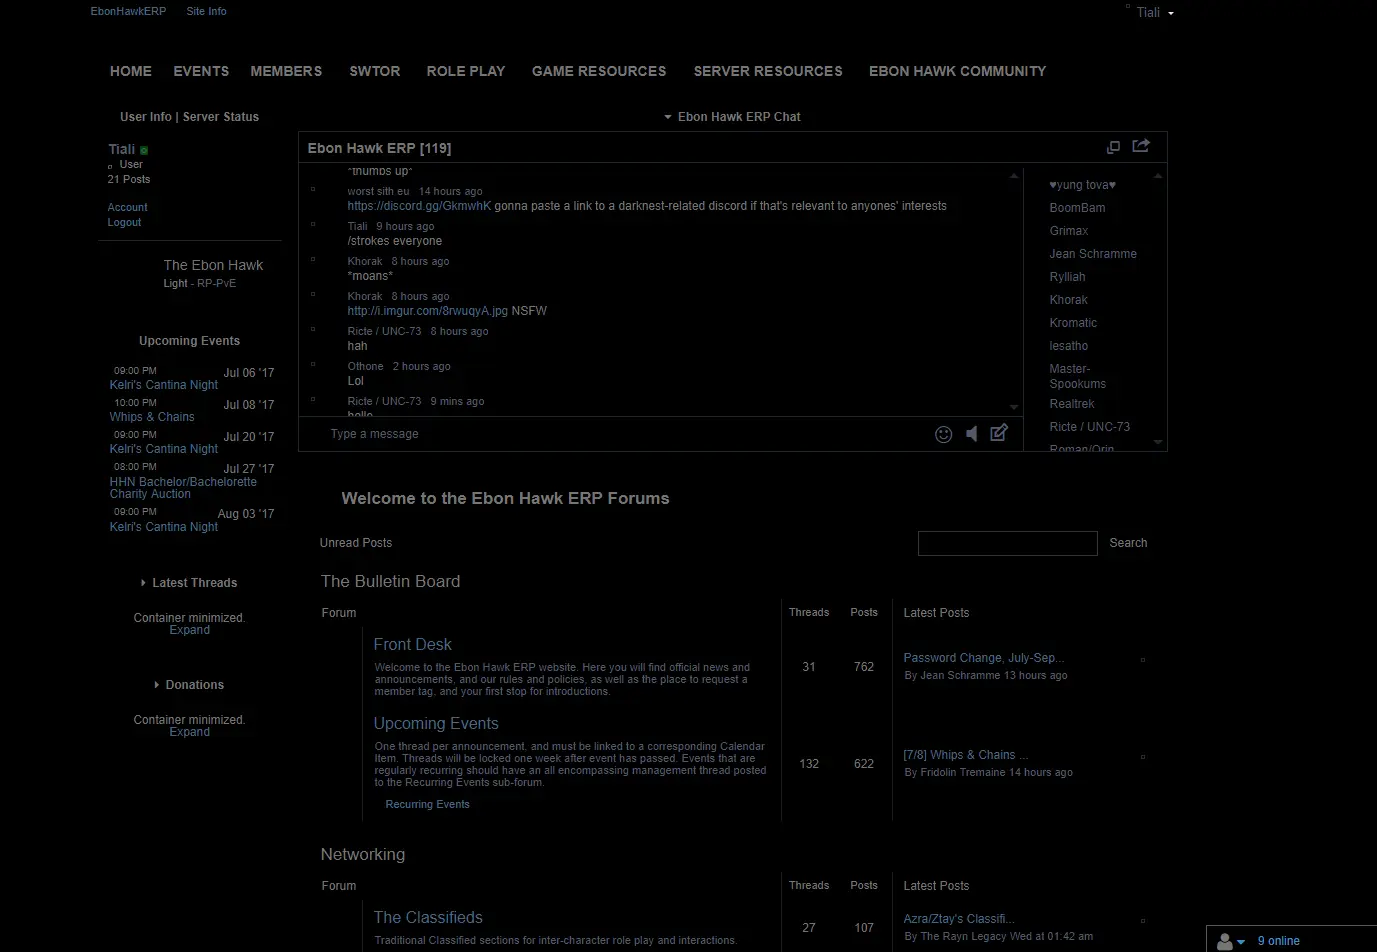 EbonHawkERP Site Info
Tiali
HOME EVENTS MEMBERS SWTOR ROLE PLAY GAME RESOURCES SERVER RESOURCES EBON HAWK COMMUNITY
User Info | Server Status
Tiali
User
21 Posts
Account
Logout
The Ebon Hawk
Light - RP-PvE
Upcoming Events
09:00 PM Jul 06 '17
Kelri's Cantina Night
10:00 PM Jul 08 '17
Whips & Chains
09:00 PM Jul 20 '17
Kelri's Cantina Night
08:00 PM Jul 27 '17
HHN Bachelor/Bachelorette
Charity Auction
09:00 PM Aug 03 '17
Kelri's Cantina Night
Latest Threads
Container minimized.
Expand
Donations
Container minimized.
Expand
Ebon Hawk ERP Chat
Ebon Hawk ERP [119]
*thumbs up*
worst sith eu 14 hours ago
https://discord.gg/GkmwhK gonna paste a link to a darknest-related discord if that's relevant to anyones' interests
Tiali 9 hours ago
/strokes everyone
Khorak 8 hours ago
*moans*
Khorak 8 hours ago
http://i.imgur.com/8rwuqyA.jpg NSFW
Ricte / UNC-73 8 hours ago
hah
Othone 2 hours ago
Lol
Ricte / UNC-73 9 mins ago
hello
Type a message
♥yung tova♥
BoomBam
Grimax
Jean Schramme
Rylliah
Khorak
Kromatic
lesatho
Master-
Spookums
Realtrek
Ricte / UNC-73
Roman/Orin
Welcome to the Ebon Hawk ERP Forums
Unread Posts Search
The Bulletin Board
Forum Threads Posts Latest Posts
Front Desk
Welcome to the Ebon Hawk ERP website. Here you will find official news and
announcements, and our rules and policies, as well as the place to request a
member tag, and your first stop for introductions.
31 762
Password Change, July-Sep...
By Jean Schramme 13 hours ago
Upcoming Events
One thread per announcement, and must be linked to a corresponding Calendar
Item. Threads will be locked one week after event has passed. Events that are
regularly recurring should have an all encompassing management thread posted
to the Recurring Events sub-forum.
Recurring Events
132 622
[7/8] Whips & Chains ...
By Fridolin Tremaine 14 hours ago
Networking
Forum Threads Posts Latest Posts
The Classifieds
Traditional Classified sections for inter-character role play and interactions.
27 107
Azra/Ztay's Classifi...
By The Rayn Legacy Wed at 01:42 am
9 online